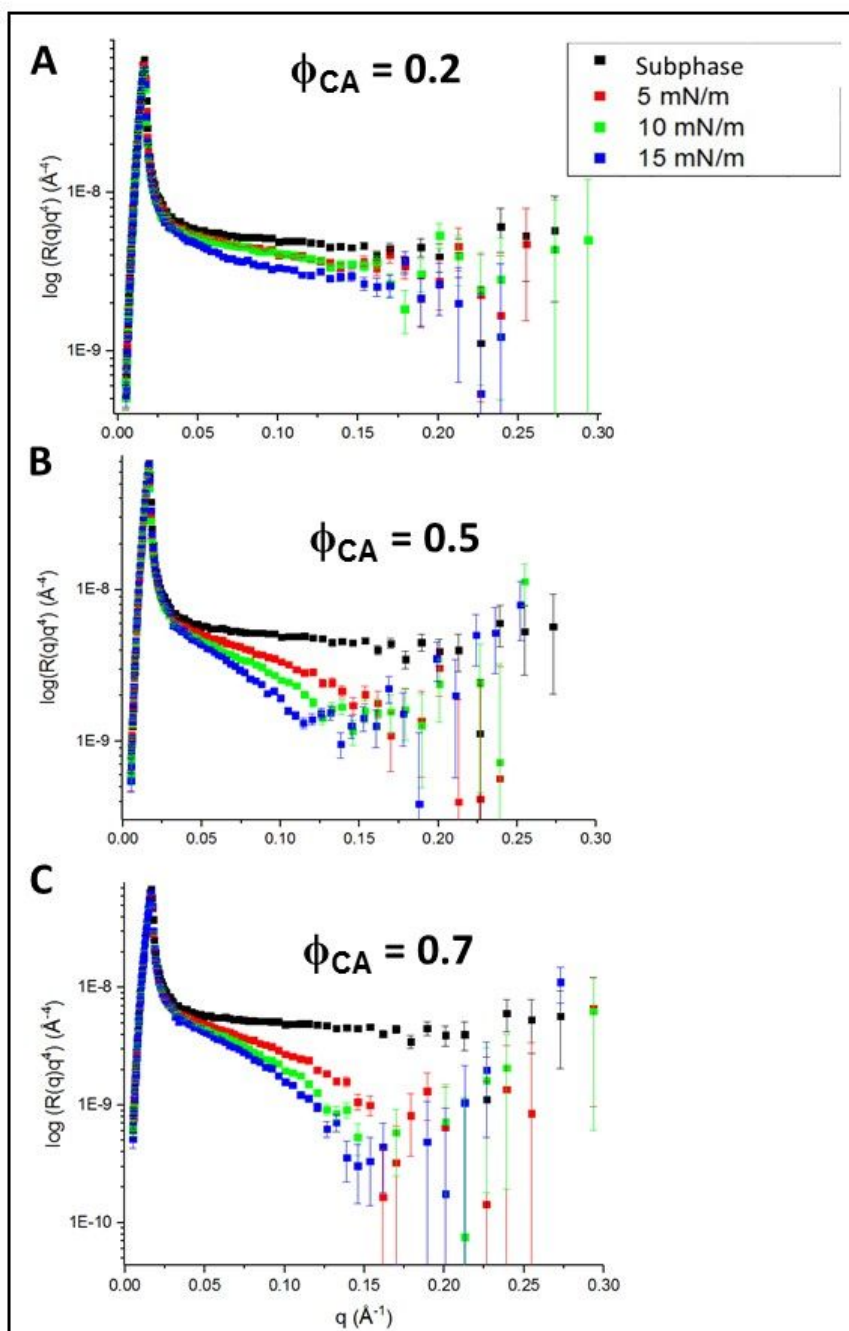 A
ϕCA = 0.2
Subphase
5 mN/m
10 mN/m
15 mN/m
log (R(q)q⁴) (Å⁻⁴)
1E-8
1E-9
0.00 0.05 0.10 0.15 0.20 0.25 0.30
B
ϕCA = 0.5
log(R(q)q⁴) (Å⁻⁴)
1E-8
1E-9
0.00 0.05 0.10 0.15 0.20 0.25 0.30
C
ϕCA = 0.7
log (R(q)q⁴) (Å⁻⁴)
1E-8
1E-9
1E-10
0.00 0.05 0.10 0.15 0.20 0.25 0.30
q (Å⁻¹)